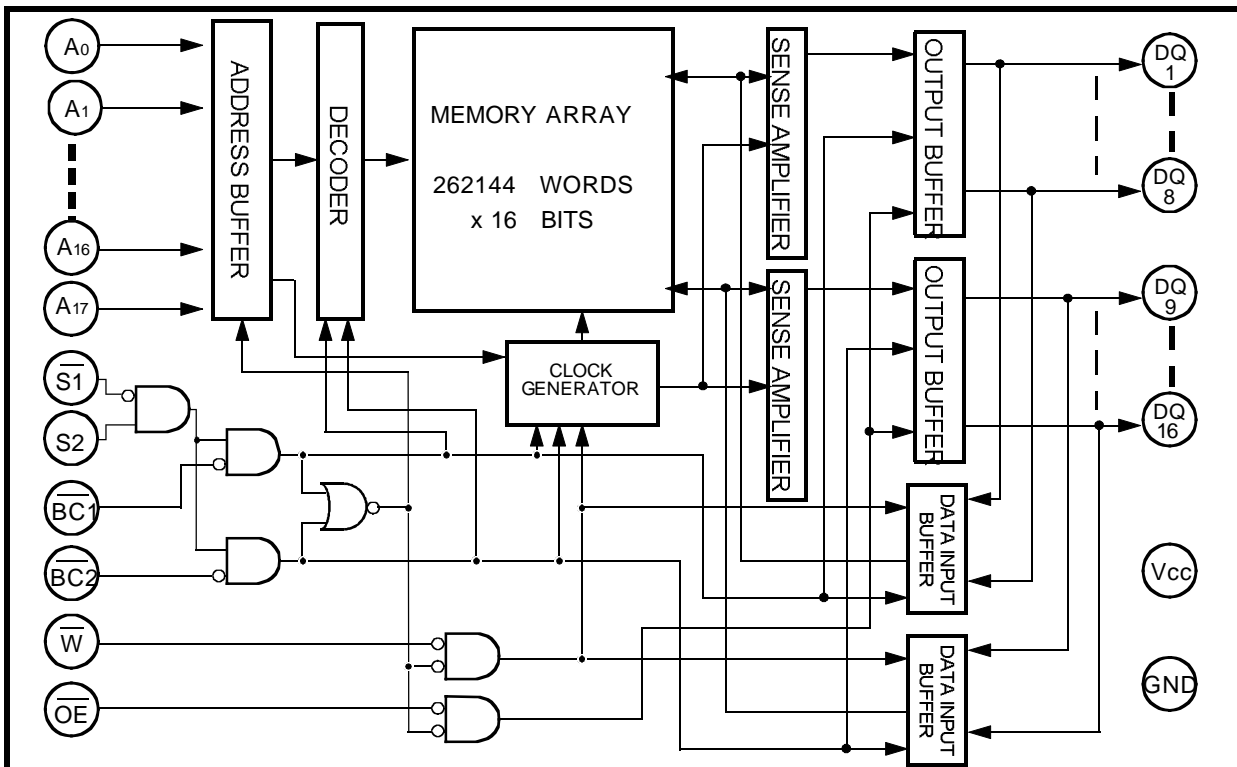 A0
A1
A16
A17
S1
S2
BC1
BC2
W
OE
ADDRESS BUFFER
DECODER
MEMORY ARRAY
262144 WORDS
x 16 BITS
CLOCK
GENERATOR
SENSE AMPLIFIER
SENSE AMPLIFIER
OUTPUT BUFFER
OUTPUT BUFFER
DATA INPUT
BUFFER
DATA INPUT
BUFFER
DQ
1
DQ
8
DQ
9
DQ
16
Vcc
GND